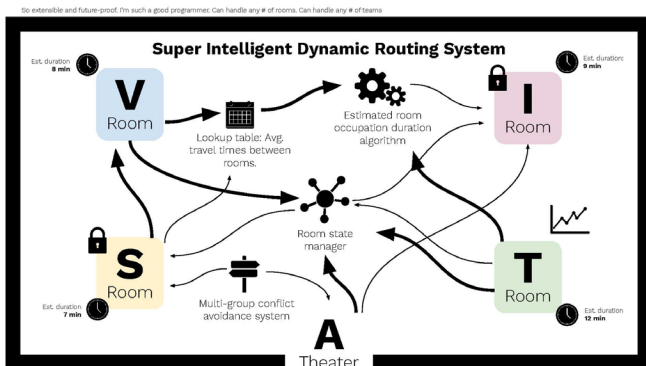 So extensible and future-proof. I'm such a good programmer. Can handle any # of rooms. Can handle any # of teams
Super Intelligent Dynamic Routing System
Est. duration
8 min
V
Room
Lookup table: Avg.
travel times between
rooms.
Estimated room
occupation duration
algorithm
Est. duration:
9 min
I
Room
Room state
manager
S
Room
Est. duration
7 min
Multi-group conflict
avoidance system
A
Theater
T
Room
Est. duration
12 min